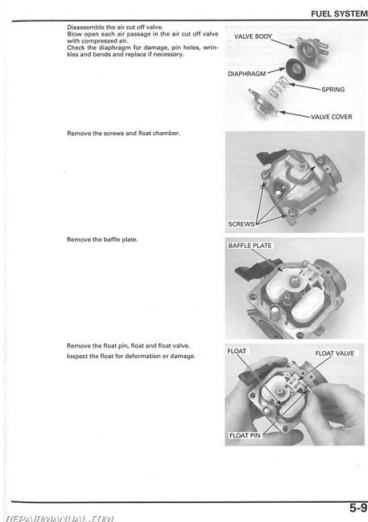 FUEL SYSTEM
Disassemble the air cut off valve.
Blow open each air passage in the air cut off valve
with compressed air.
Check the diaphragm for damage, pin holes, wrin-
kles and bends and replace if necessary.
VALVE BODY
DIAPHRAGM
SPRING
VALVE COVER
Remove the screws and float chamber.
SCREWS
Remove the baffle plate.
BAFFLE PLATE
Remove the float pin, float and float valve.
Inspect the float for deformation or damage.
FLOAT
FLOAT VALVE
FLOAT PIN
5-9
REPAIRMANUAL.COM